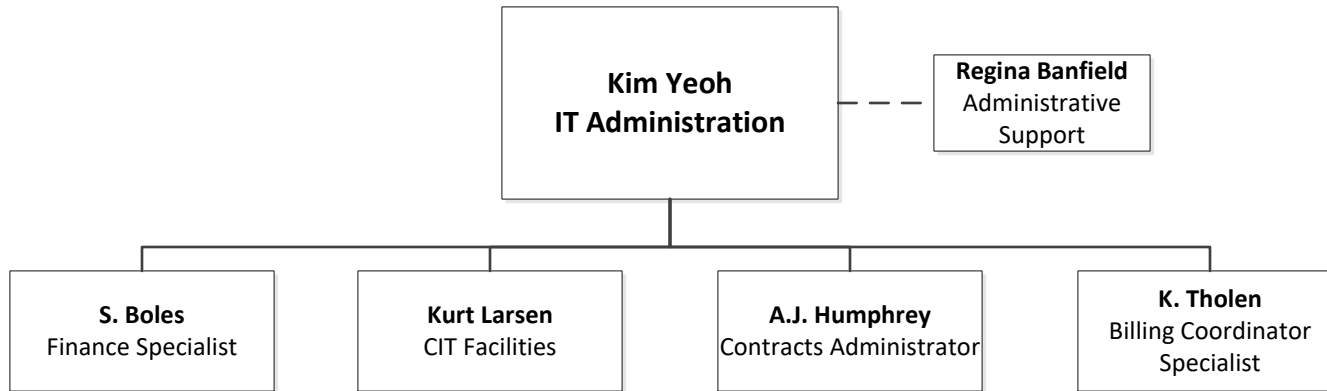 Kim Yeoh
IT Administration
Regina Banfield
Administrative
Support
S. Boles
Finance Specialist
Kurt Larsen
CIT Facilities
A.J. Humphrey
Contracts Administrator
K. Tholen
Billing Coordinator
Specialist